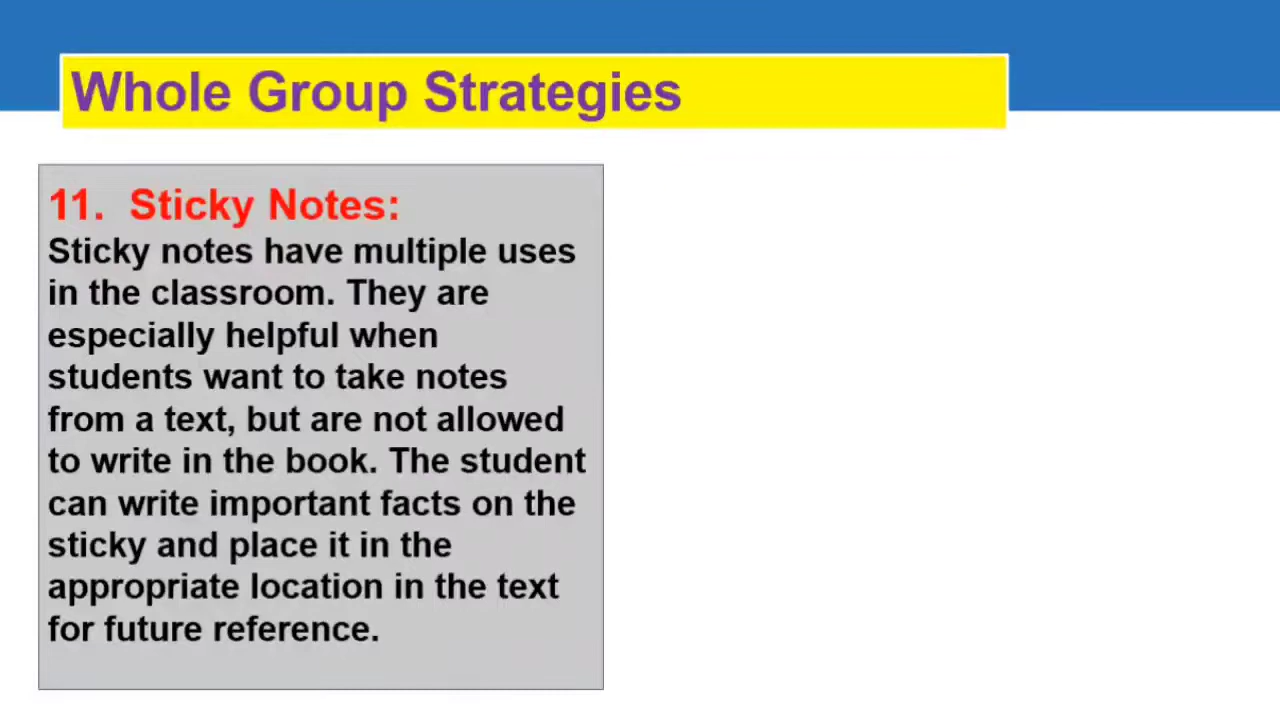 Whole Group Strategies
11. Sticky Notes:
Sticky notes have multiple uses
in the classroom. They are
especially helpful when
students want to take notes
from a text, but are not allowed
to write in the book. The student
can write important facts on the
sticky and place it in the
appropriate location in the text
for future reference.